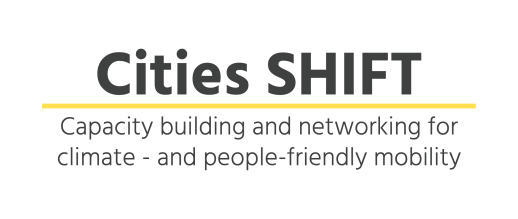 Cities SHIFT
Capacity building and networking for
climate - and people-friendly mobility